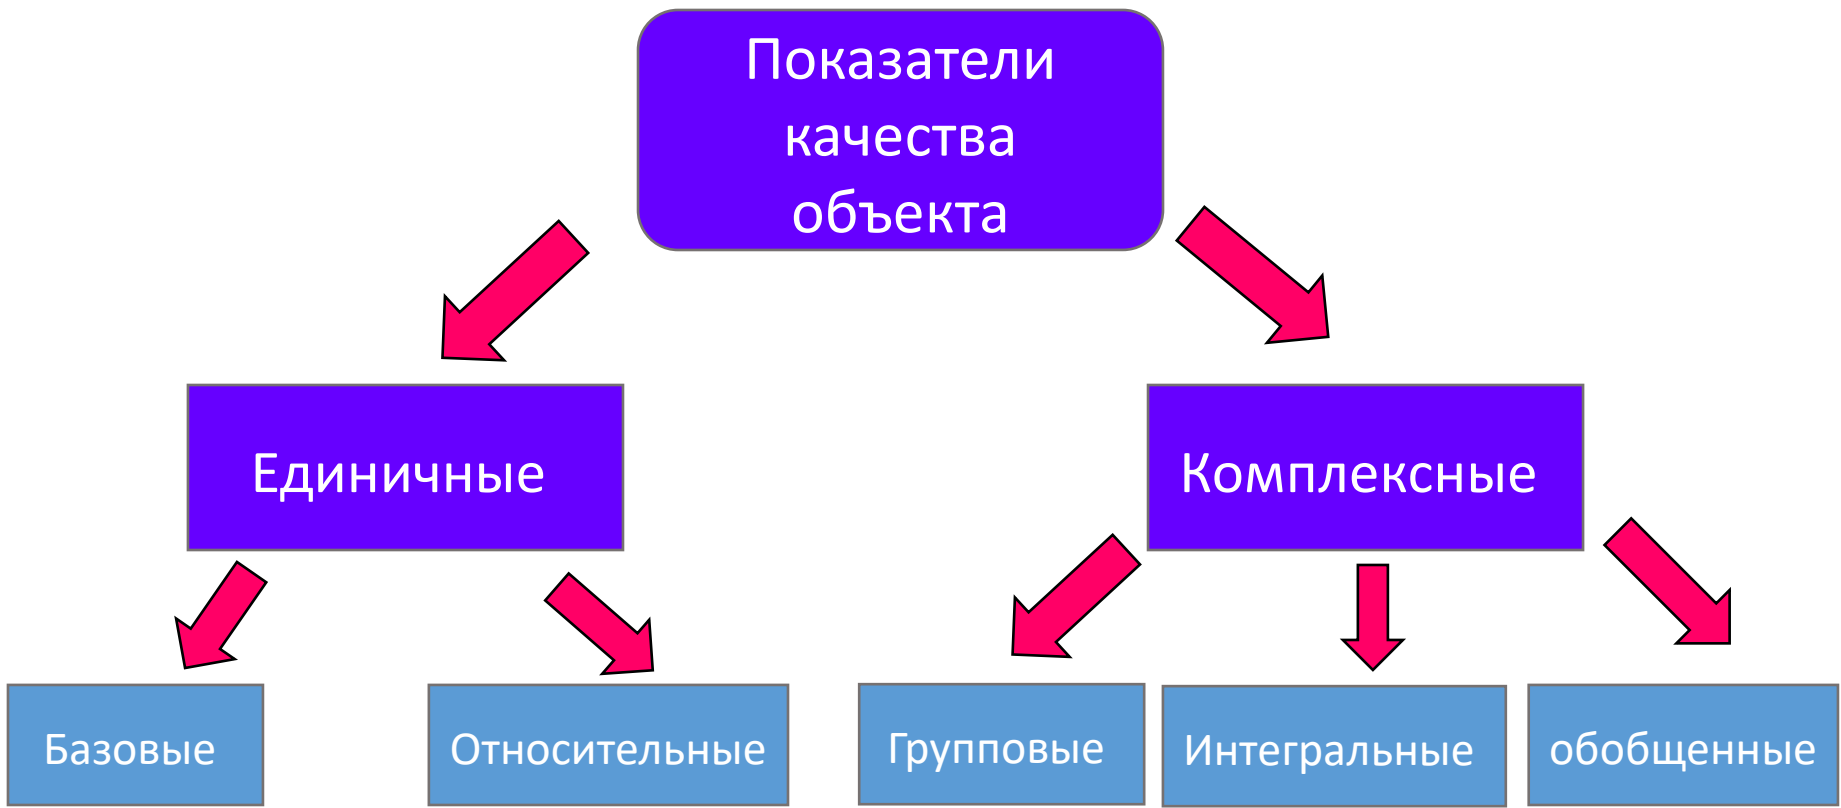 Показатели
качества
объекта
Единичные
Комплексные
Базовые
Относительные
Групповые
Интегральные
обобщенные